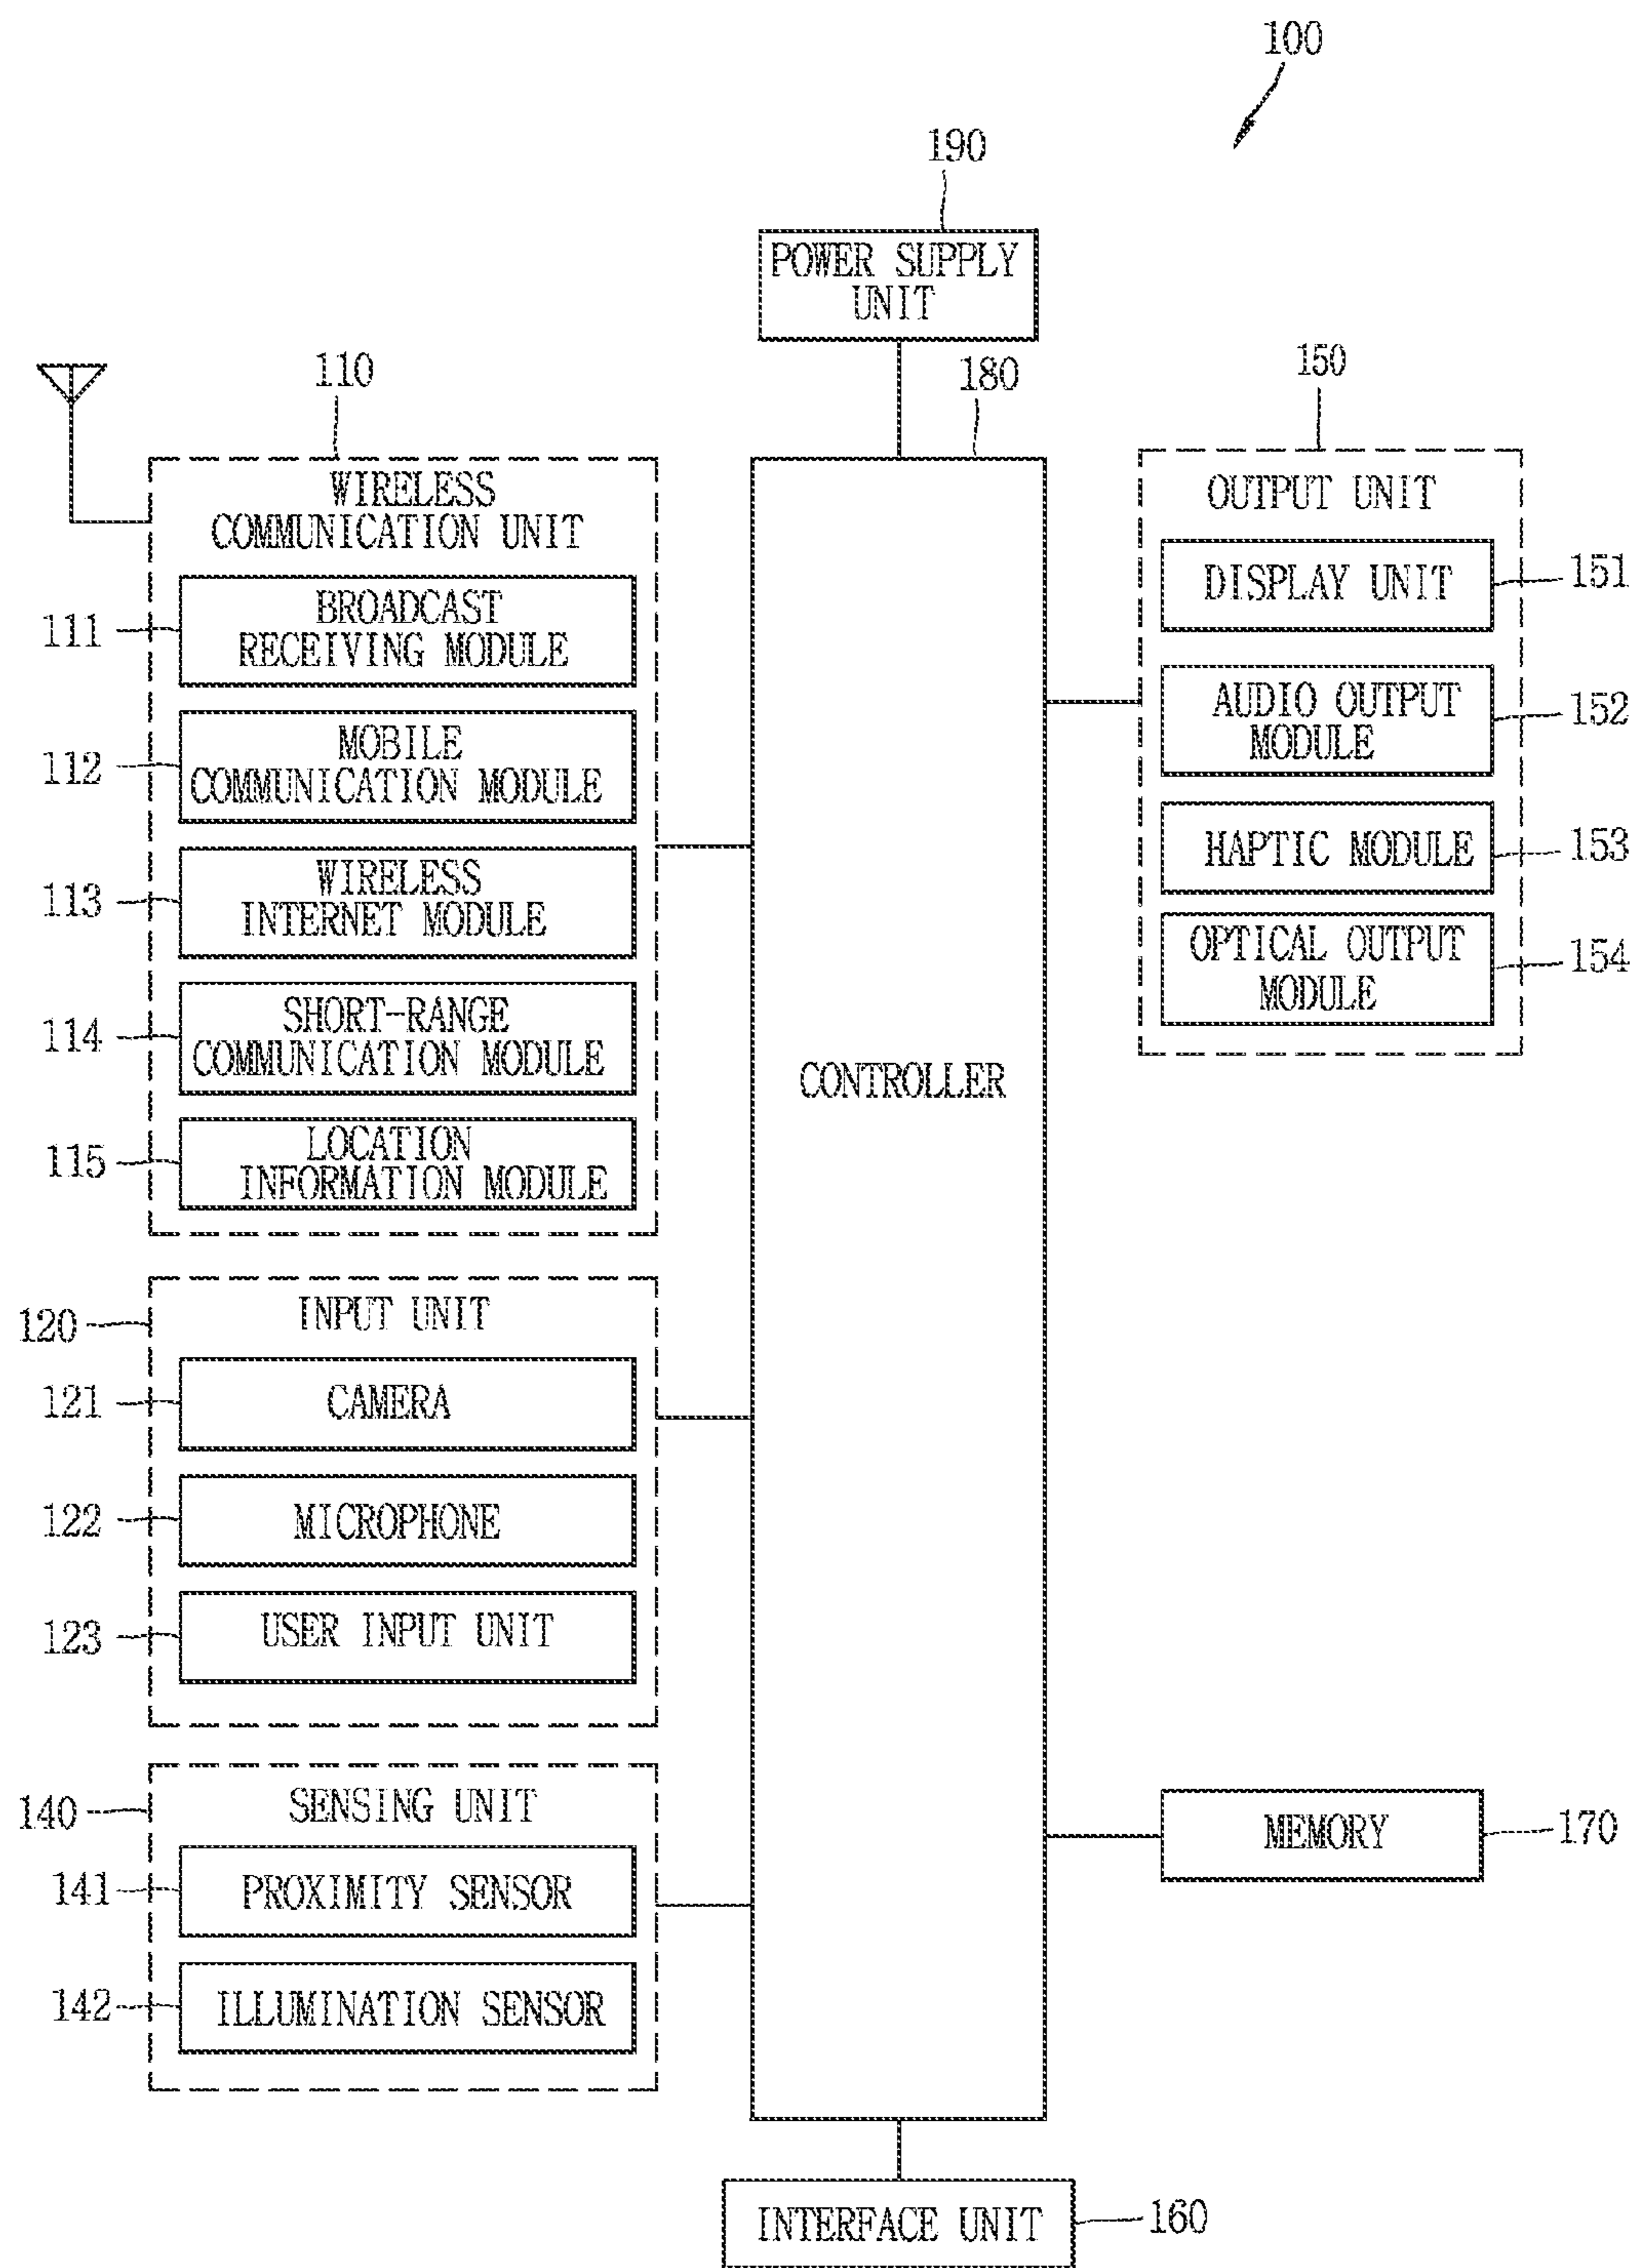 100
190
POWER SUPPLY
UNIT
110
180
150
WIRELESS
COMMUNICATION UNIT
111
BROADCAST
RECEIVING MODULE
112
MOBILE
COMMUNICATION MODULE
113
WIRELESS
INTERNET MODULE
114
SHORT-RANGE
COMMUNICATION MODULE
115
LOCATION
INFORMATION MODULE
120
INPUT UNIT
121
CAMERA
122
MICROPHONE
123
USER INPUT UNIT
140
SENSING UNIT
141
PROXIMITY SENSOR
142
ILLUMINATION SENSOR
CONTROLLER
OUTPUT UNIT
DISPLAY UNIT
151
AUDIO OUTPUT
MODULE
152
HAPTIC MODULE
153
OPTICAL OUTPUT
MODULE
154
MEMORY
170
INTERFACE UNIT
160